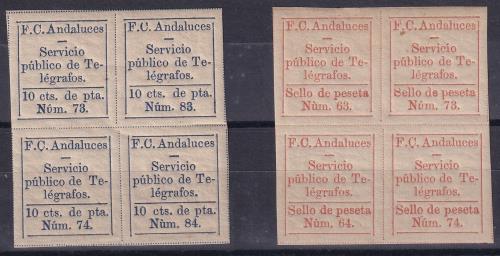 F.C. Andaluces
Servicio
público de Te-
légrafos.
10 cts. de pta.
Núm. 73.
F.C. Andaluces
Servicio
público de Te-
légrafos.
10 cts. de pta.
Núm. 83.
F.C. Andaluces
Servicio
público de Te-
légrafos.
10 cts. de pta.
Núm. 74.
F.C. Andaluces
Servicio
público de Te-
légrafos.
10 cts. de pta.
Nùm. 84.
F.C. Andaluces
Servicio
público de Te-
légrafos.
Sello de peseta
Núm. 63.
F.C. Andaluces
Servicio
público de Te-
légrafos.
Sello de peseta
Núm. 73.
F.C. Andaluces
Servicio
público de Te-
légrafos.
Sello de peseta
Núm. 64.
F.C. Andaluces
Servicio
público de Te-
légrafos.
Sello de peseta
Núm. 74.